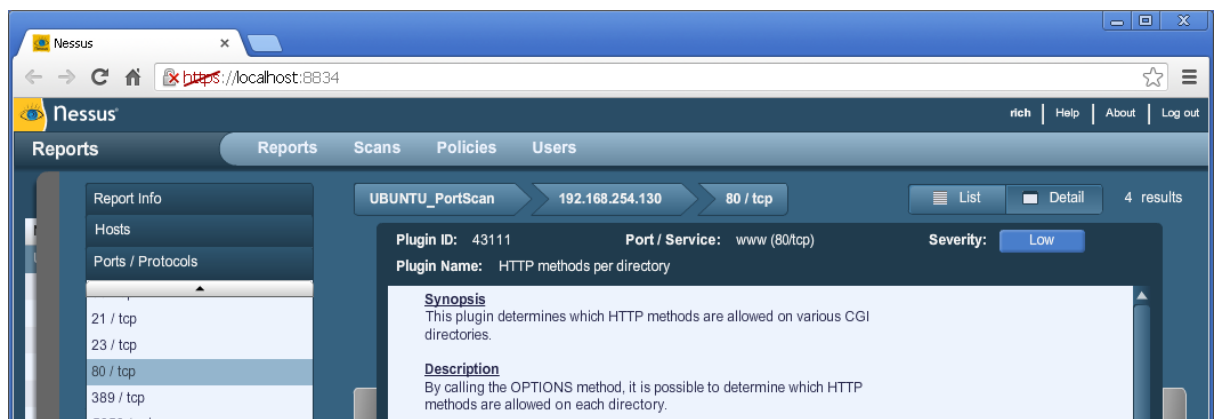 Nessus
https://localhost:8834
Nessus
rich Help About Log out
Reports
Reports Scans Policies Users
Report Info
Hosts
Ports / Protocols
21 / tcp
23 / tcp
80 / tcp
389 / tcp
UBUNTU_PortScan 192.168.254.130 80 / tcp
List Detail 4 results
Plugin ID: 43111 Port / Service: www (80/tcp) Severity: Low
Plugin Name: HTTP methods per directory
Synopsis
This plugin determines which HTTP methods are allowed on various CGI
directories.
Description
By calling the OPTIONS method, it is possible to determine which HTTP
methods are allowed on each directory.